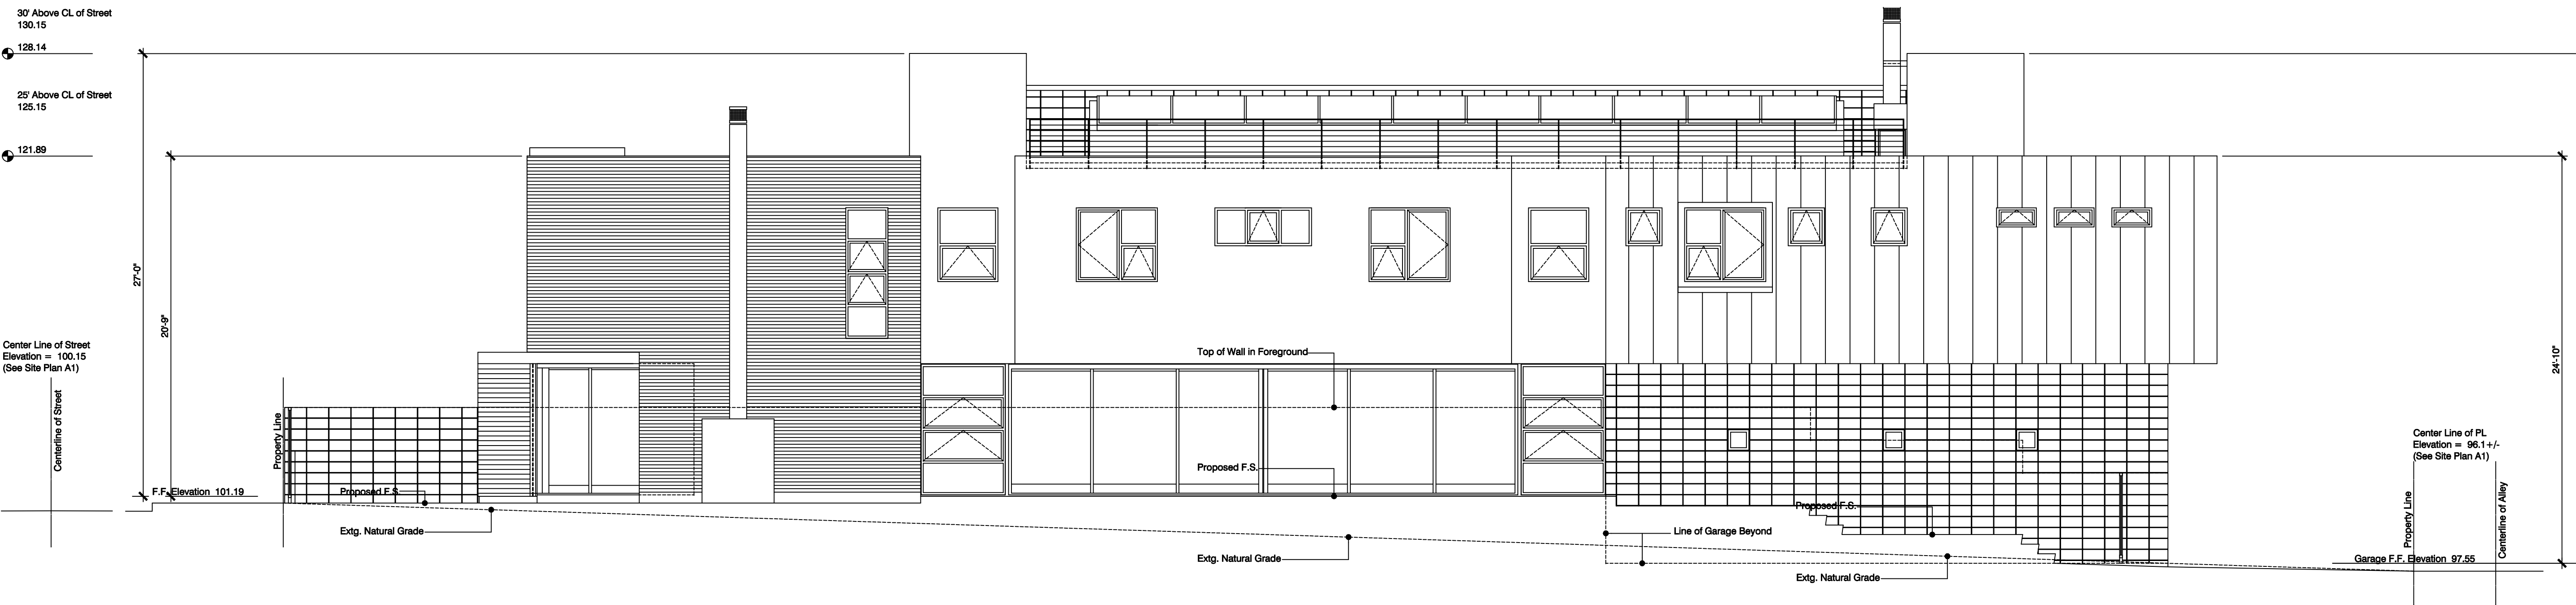 30' Above CL of Street
130.15
128.14
25' Above CL of Street
125.15
121.89
27'-0"
20'-9"
Center Line of Street
Elevation = 100.15
(See Site Plan A1)
Centerline of Street
Property Line
F.F. Elevation 101.19
Proposed F.S.
Extg. Natural Grade
Top of Wall in Foreground
Proposed F.S.
Extg. Natural Grade
Line of Garage Beyond
Proposed F.S.
Extg. Natural Grade
24'-10"
Center Line of PL
Elevation = 96.1+/-
(See Site Plan A1)
Property Line
Centerline of Alley
Garage F.F. Elevation 97.55